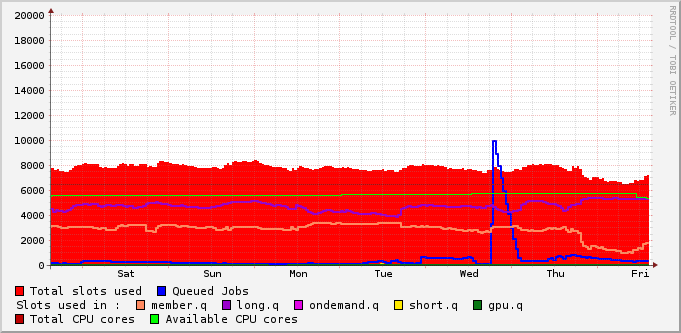 20000
18000
16000
14000
12000
10000
8000
6000
4000
2000
0
Sat Sun Mon Tue Wed Thu Fri
RRDTOOL / TOBI OETIKER
Total slots used Queued Jobs
Slots used in : member.q long.q ondemand.q short.q gpu.q
Total CPU cores Available CPU cores